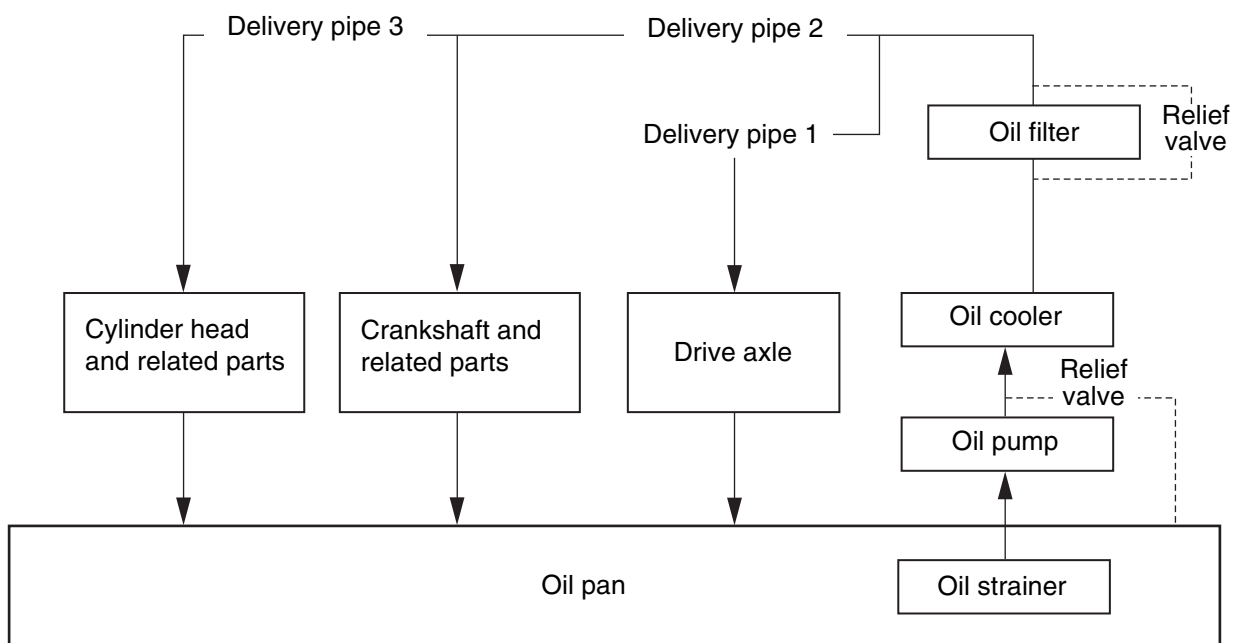 Delivery pipe 3
Delivery pipe 2
Delivery pipe 1
Oil filter
Relief
valve
Cylinder head
and related parts
Crankshaft and
related parts
Drive axle
Oil cooler
Relief
valve
Oil pump
Oil pan
Oil strainer